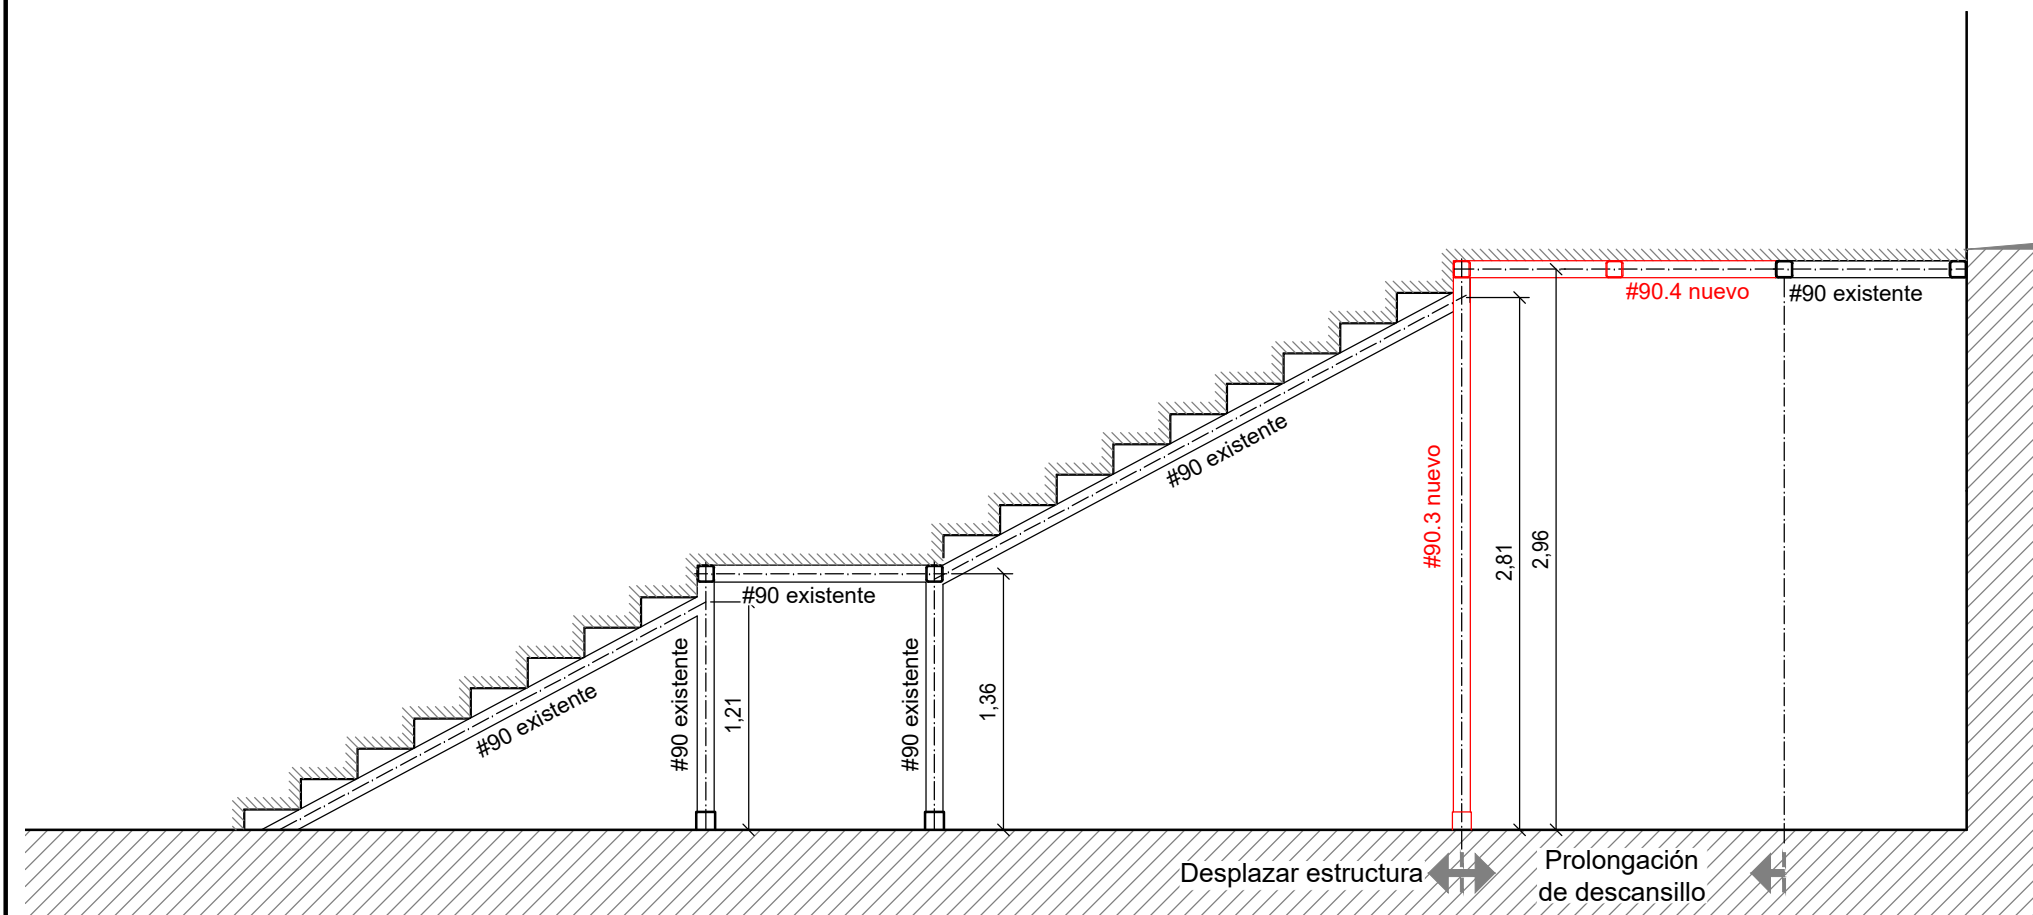 #90.4 nuevo
#90 existente
#90 existente
#90.3 nuevo
2,81
2,96
#90 existente
#90 existente
#90 existente
1,21
#90 existente
1,36
Desplazar estructura
Prolongación
de descansillo